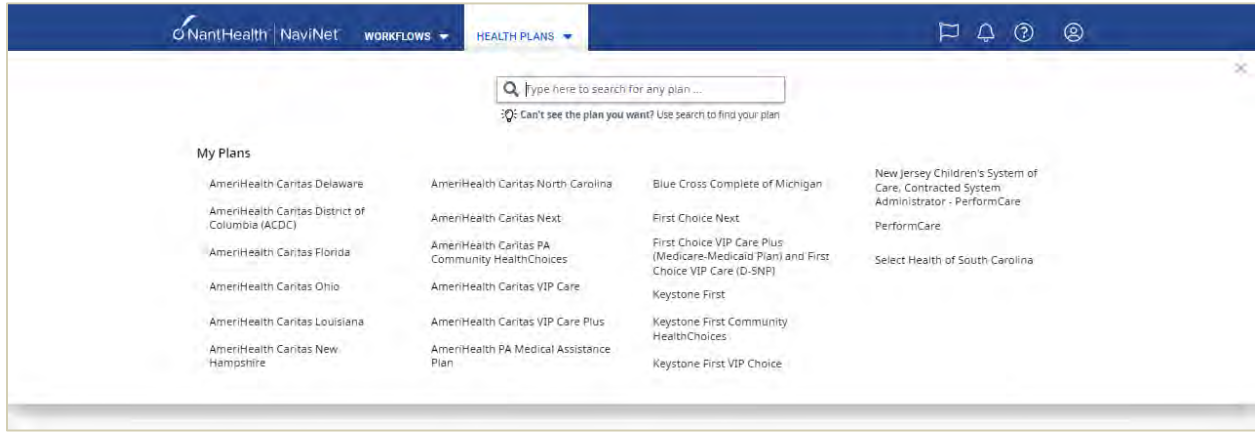 NantHealth NaviNet WORKFLOWS HEALTH PLANS
Type here to search for any plan ...
Can't see the plan you want? Use search to find your plan
My Plans
AmeriHealth Caritas Delaware
AmeriHealth Caritas District of
Columbia (ACDC)
AmeriHealth Caritas Florida
AmeriHealth Caritas Ohio
AmeriHealth Caritas Louisiana
AmeriHealth Caritas New
Hampshire
AmeriHealth Caritas North Carolina
AmeriHealth Caritas Next
AmeriHealth Caritas PA
Community HealthChoices
AmeriHealth Caritas VIP Care
AmeriHealth Caritas VIP Care Plus
AmeriHealth PA Medical Assistance
Plan
Blue Cross Complete of Michigan
First Choice Next
First Choice VIP Care Plus
(Medicare-Medicaid Plan) and First
Choice VIP Care (D-SNP)
Keystone First
Keystone First Community
HealthChoices
Keystone First VIP Choice
New Jersey Children's System of
Care, Contracted System
Administrator - PerformCare
PerformCare
Select Health of South Carolina